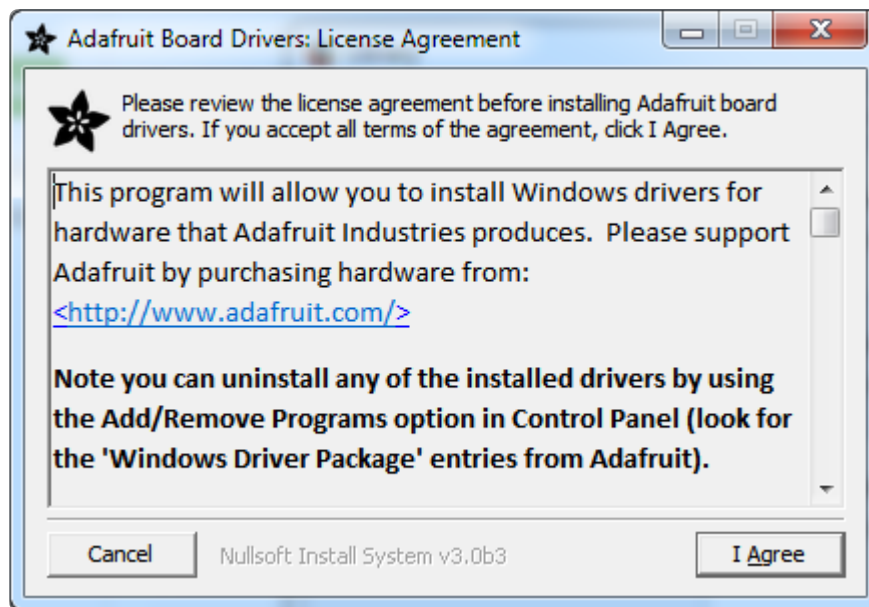 Adafruit Board Drivers: License Agreement
Please review the license agreement before installing Adafruit board
drivers. If you accept all terms of the agreement, click I Agree.
This program will allow you to install Windows drivers for
hardware that Adafruit Industries produces.  Please support
Adafruit by purchasing hardware from:
<http://www.adafruit.com/>
Note you can uninstall any of the installed drivers by using
the Add/Remove Programs option in Control Panel (look for
the 'Windows Driver Package' entries from Adafruit).
Cancel Nullsoft Install System v3.0b3 I Agree